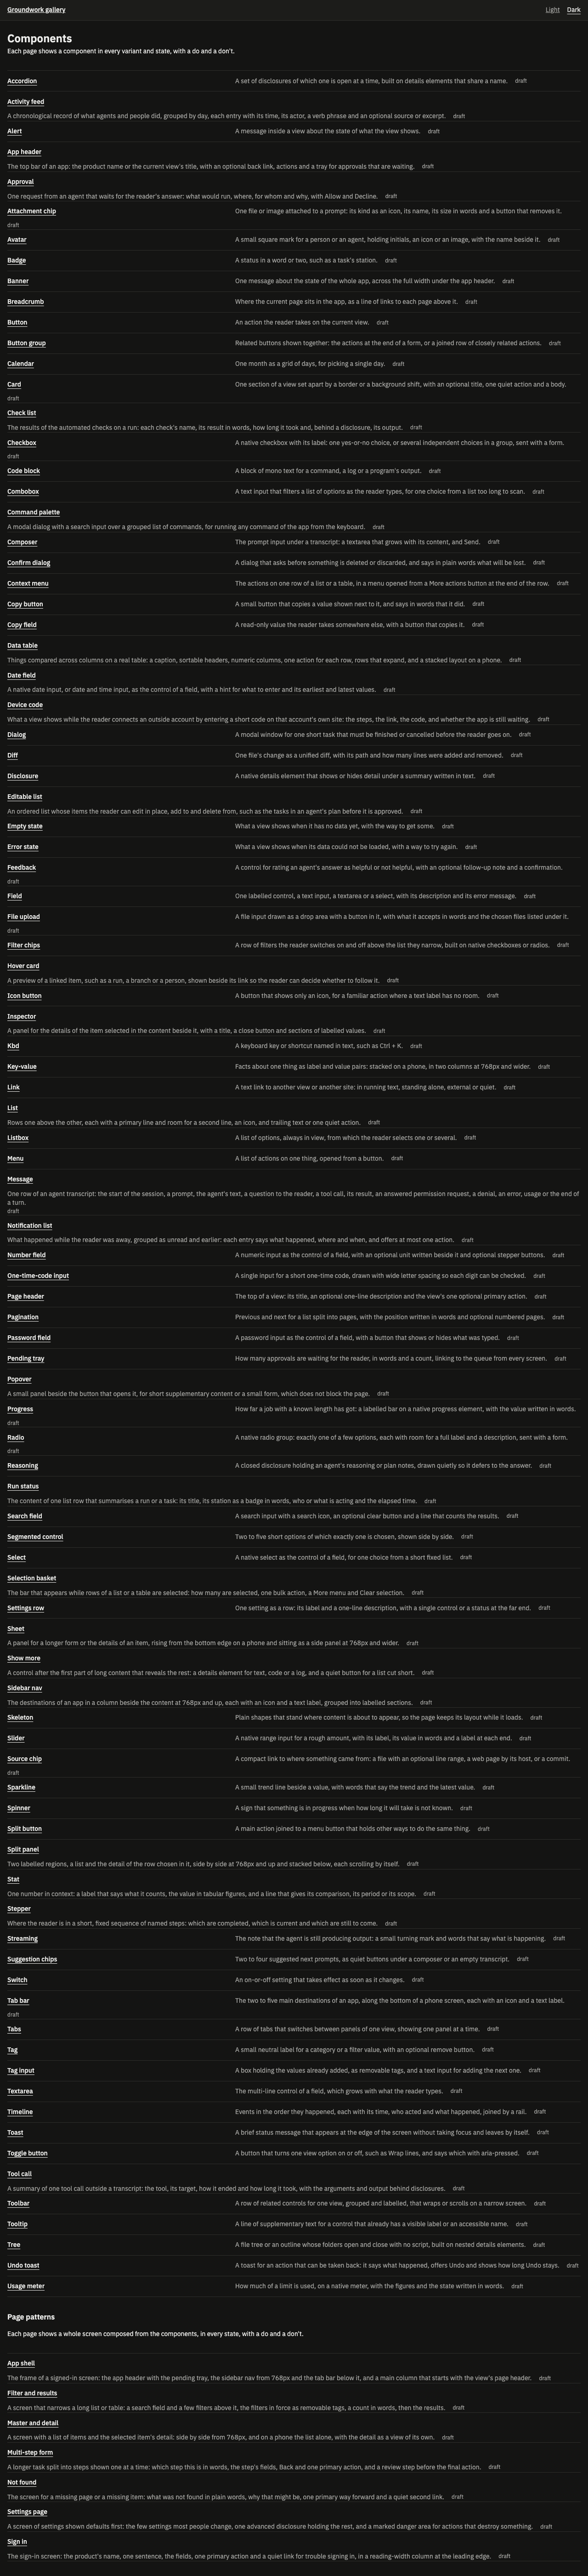 Groundwork gallery Light Dark
Components
Each page shows a component in every variant and state, with a do and a don't.
Accordion A set of disclosures of which one is open at a time, built on details elements that share a name. draft
Activity feed
A chronological record of what agents and people did, grouped by day, each entry with its time, its actor, a verb phrase and an optional source or excerpt. draft
Alert A message inside a view about the state of what the view shows. draft
App header
The top bar of an app: the product name or the current view's title, with an optional back link, actions and a tray for approvals that are waiting. draft
Approval
One request from an agent that waits for the reader's answer: what would run, where, for whom and why, with Allow and Decline. draft
Attachment chip One file or image attached to a prompt: its kind as an icon, its name, its size in words and a button that removes it.
draft
Avatar A small square mark for a person or an agent, holding initials, an icon or an image, with the name beside it. draft
Badge A status in a word or two, such as a task's station. draft
Banner One message about the state of the whole app, across the full width under the app header. draft
Breadcrumb Where the current page sits in the app, as a line of links to each page above it. draft
Button An action the reader takes on the current view. draft
Button group Related buttons shown together: the actions at the end of a form, or a joined row of closely related actions. draft
Calendar One month as a grid of days, for picking a single day. draft
Card One section of a view set apart by a border or a background shift, with an optional title, one quiet action and a body.
draft
Check list
The results of the automated checks on a run: each check's name, its result in words, how long it took and, behind a disclosure, its output. draft
Checkbox A native checkbox with its label: one yes-or-no choice, or several independent choices in a group, sent with a form.
draft
Code block A block of mono text for a command, a log or a program's output. draft
Combobox A text input that filters a list of options as the reader types, for one choice from a list too long to scan. draft
Command palette
A modal dialog with a search input over a grouped list of commands, for running any command of the app from the keyboard. draft
Composer The prompt input under a transcript: a textarea that grows with its content, and Send. draft
Confirm dialog A dialog that asks before something is deleted or discarded, and says in plain words what will be lost. draft
Context menu The actions on one row of a list or a table, in a menu opened from a More actions button at the end of the row. draft
Copy button A small button that copies a value shown next to it, and says in words that it did. draft
Copy field A read-only value the reader takes somewhere else, with a button that copies it. draft
Data table
Things compared across columns on a real table: a caption, sortable headers, numeric columns, one action for each row, rows that expand, and a stacked layout on a phone. draft
Date field
A native date input, or date and time input, as the control of a field, with a hint for what to enter and its earliest and latest values. draft
Device code
What a view shows while the reader connects an outside account by entering a short code on that account's own site: the steps, the link, the code, and whether the app is still waiting. draft
Dialog A modal window for one short task that must be finished or cancelled before the reader goes on. draft
Diff One file's change as a unified diff, with its path and how many lines were added and removed. draft
Disclosure A native details element that shows or hides detail under a summary written in text. draft
Editable list
An ordered list whose items the reader can edit in place, add to and delete from, such as the tasks in an agent's plan before it is approved. draft
Empty state What a view shows when it has no data yet, with the way to get some. draft
Error state What a view shows when its data could not be loaded, with a way to try again. draft
Feedback A control for rating an agent's answer as helpful or not helpful, with an optional follow-up note and a confirmation.
draft
Field One labelled control, a text input, a textarea or a select, with its description and its error message. draft
File upload A file input drawn as a drop area with a button in it, with what it accepts in words and the chosen files listed under it.
draft
Filter chips A row of filters the reader switches on and off above the list they narrow, built on native checkboxes or radios. draft
Hover card
A preview of a linked item, such as a run, a branch or a person, shown beside its link so the reader can decide whether to follow it. draft
Icon button A button that shows only an icon, for a familiar action where a text label has no room. draft
Inspector
A panel for the details of the item selected in the content beside it, with a title, a close button and sections of labelled values. draft
Kbd A keyboard key or shortcut named in text, such as Ctrl + K. draft
Key-value Facts about one thing as label and value pairs: stacked on a phone, in two columns at 768px and wider. draft
Link A text link to another view or another site: in running text, standing alone, external or quiet. draft
List
Rows one above the other, each with a primary line and room for a second line, an icon, and trailing text or one quiet action. draft
Listbox A list of options, always in view, from which the reader selects one or several. draft
Menu A list of actions on one thing, opened from a button. draft
Message
One row of an agent transcript: the start of the session, a prompt, the agent's text, a question to the reader, a tool call, its result, an answered permission request, a denial, an error, usage or the end of
a turn.
draft
Notification list
What happened while the reader was away, grouped as unread and earlier: each entry says what happened, where and when, and offers at most one action. draft
Number field A numeric input as the control of a field, with an optional unit written beside it and optional stepper buttons. draft
One-time-code input A single input for a short one-time code, drawn with wide letter spacing so each digit can be checked. draft
Page header The top of a view: its title, an optional one-line description and the view's one optional primary action. draft
Pagination Previous and next for a list split into pages, with the position written in words and optional numbered pages. draft
Password field A password input as the control of a field, with a button that shows or hides what was typed. draft
Pending tray How many approvals are waiting for the reader, in words and a count, linking to the queue from every screen. draft
Popover
A small panel beside the button that opens it, for short supplementary content or a small form, which does not block the page. draft
Progress How far a job with a known length has got: a labelled bar on a native progress element, with the value written in words.
draft
Radio A native radio group: exactly one of a few options, each with room for a full label and a description, sent with a form.
draft
Reasoning A closed disclosure holding an agent's reasoning or plan notes, drawn quietly so it defers to the answer. draft
Run status
The content of one list row that summarises a run or a task: its title, its station as a badge in words, who or what is acting and the elapsed time. draft
Search field A search input with a search icon, an optional clear button and a line that counts the results. draft
Segmented control Two to five short options of which exactly one is chosen, shown side by side. draft
Select A native select as the control of a field, for one choice from a short fixed list. draft
Selection basket
The bar that appears while rows of a list or a table are selected: how many are selected, one bulk action, a More menu and Clear selection. draft
Settings row One setting as a row: its label and a one-line description, with a single control or a status at the far end. draft
Sheet
A panel for a longer form or the details of an item, rising from the bottom edge on a phone and sitting as a side panel at 768px and wider. draft
Show more
A control after the first part of long content that reveals the rest: a details element for text, code or a log, and a quiet button for a list cut short. draft
Sidebar nav
The destinations of an app in a column beside the content at 768px and up, each with an icon and a text label, grouped into labelled sections. draft
Skeleton Plain shapes that stand where content is about to appear, so the page keeps its layout while it loads. draft
Slider A native range input for a rough amount, with its label, its value in words and a label at each end. draft
Source chip A compact link to where something came from: a file with an optional line range, a web page by its host, or a commit.
draft
Sparkline A small trend line beside a value, with words that say the trend and the latest value. draft
Spinner A sign that something is in progress when how long it will take is not known. draft
Split button A main action joined to a menu button that holds other ways to do the same thing. draft
Split panel
Two labelled regions, a list and the detail of the row chosen in it, side by side at 768px and up and stacked below, each scrolling by itself. draft
Stat
One number in context: a label that says what it counts, the value in tabular figures, and a line that gives its comparison, its period or its scope. draft
Stepper
Where the reader is in a short, fixed sequence of named steps: which are completed, which is current and which are still to come. draft
Streaming The note that the agent is still producing output: a small turning mark and words that say what is happening. draft
Suggestion chips Two to four suggested next prompts, as quiet buttons under a composer or an empty transcript. draft
Switch An on-or-off setting that takes effect as soon as it changes. draft
Tab bar The two to five main destinations of an app, along the bottom of a phone screen, each with an icon and a text label.
draft
Tabs A row of tabs that switches between panels of one view, showing one panel at a time. draft
Tag A small neutral label for a category or a filter value, with an optional remove button. draft
Tag input A box holding the values already added, as removable tags, and a text input for adding the next one. draft
Textarea The multi-line control of a field, which grows with what the reader types. draft
Timeline Events in the order they happened, each with its time, who acted and what happened, joined by a rail. draft
Toast A brief status message that appears at the edge of the screen without taking focus and leaves by itself. draft
Toggle button A button that turns one view option on or off, such as Wrap lines, and says which with aria-pressed. draft
Tool call
A summary of one tool call outside a transcript: the tool, its target, how it ended and how long it took, with the arguments and output behind disclosures. draft
Toolbar A row of related controls for one view, grouped and labelled, that wraps or scrolls on a narrow screen. draft
Tooltip A line of supplementary text for a control that already has a visible label or an accessible name. draft
Tree A file tree or an outline whose folders open and close with no script, built on nested details elements. draft
Undo toast A toast for an action that can be taken back: it says what happened, offers Undo and shows how long Undo stays. draft
Usage meter How much of a limit is used, on a native meter, with the figures and the state written in words. draft
Page patterns
Each page shows a whole screen composed from the components, in every state, with a do and a don't.
App shell
The frame of a signed-in screen: the app header with the pending tray, the sidebar nav from 768px and the tab bar below it, and a main column that starts with the view's page header. draft
Filter and results
A screen that narrows a long list or table: a search field and a few filters above it, the filters in force as removable tags, a count in words, then the results. draft
Master and detail
A screen with a list of items and the selected item's detail: side by side from 768px, and on a phone the list alone, with the detail as a view of its own. draft
Multi-step form
A longer task split into steps shown one at a time: which step this is in words, the step's fields, Back and one primary action, and a review step before the final action. draft
Not found
The screen for a missing page or a missing item: what was not found in plain words, why that might be, one primary way forward and a quiet second link. draft
Settings page
A screen of settings shown defaults first: the few settings most people change, one advanced disclosure holding the rest, and a marked danger area for actions that destroy something. draft
Sign in
The sign-in screen: the product's name, one sentence, the fields, one primary action and a quiet link for trouble signing in, in a reading-width column at the leading edge. draft